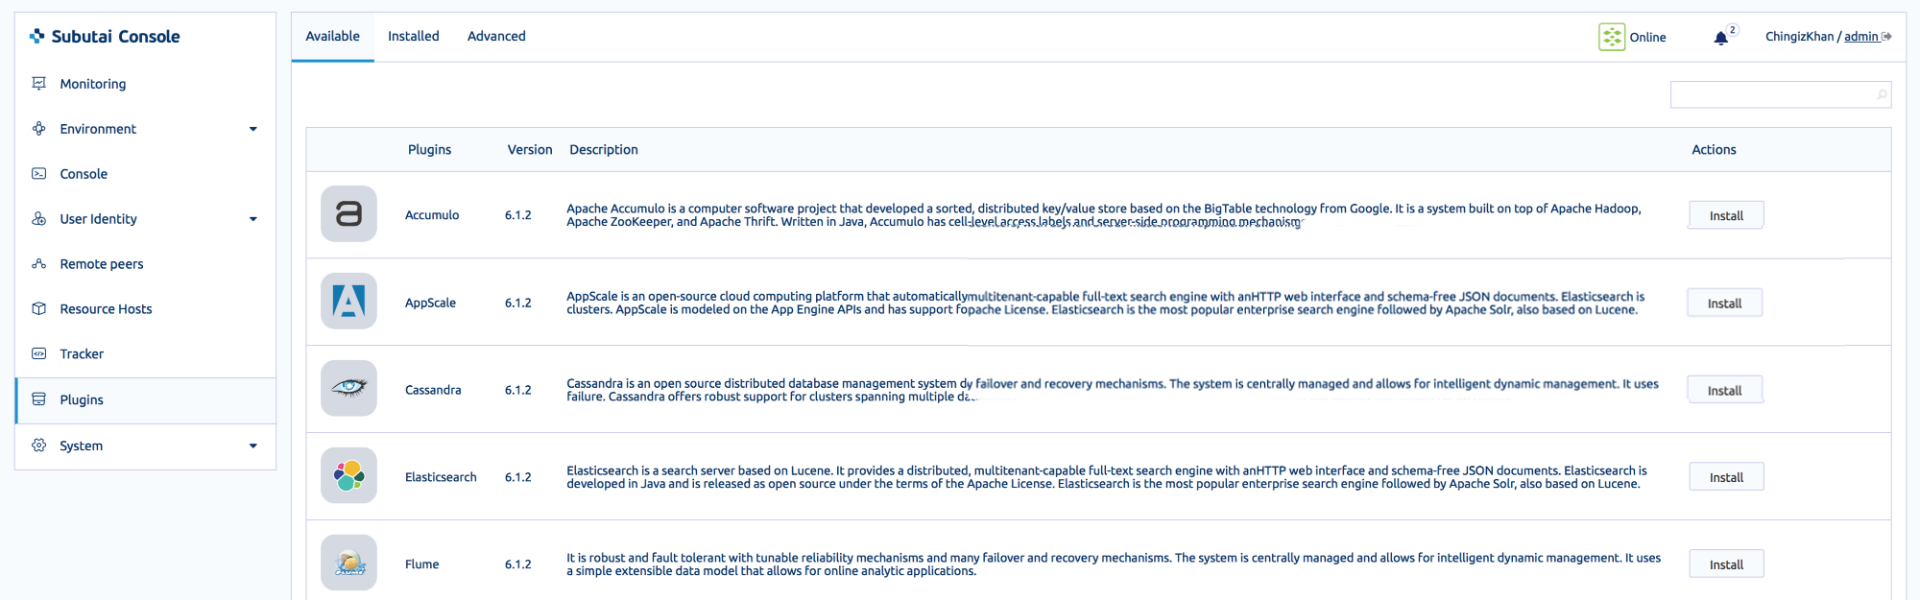 Subutai Console
Monitoring
Environment
Console
User Identity
Remote peers
Resource Hosts
Tracker
Plugins
System
Available Installed Advanced
Online
2
ChingizKhan / admin
Plugins Version Description Actions
Accumulo 6.1.2 Apache Accumulo is a computer software project that developed a sorted, distributed key/value store based on the BigTable technology from Google. It is a system built on top of Apache Hadoop,
Apache ZooKeeper, and Apache Thrift. Written in Java, Accumulo has cell-level access labels and server-side programming mechanism
Install
AppScale 6.1.2 AppScale is an open-source cloud computing platform that automaticallymultitenant-capable full-text search engine with anHTTP web interface and schema-free JSON documents. Elasticsearch is
clusters. AppScale is modeled on the App Engine APIs and has support fopache License. Elasticsearch is the most popular enterprise search engine followed by Apache Solr, also based on Lucene.
Install
Cassandra 6.1.2 Cassandra is an open source distributed database management system dy failover and recovery mechanisms. The system is centrally managed and allows for intelligent dynamic management. It uses
failure. Cassandra offers robust support for clusters spanning multiple
Install
Elasticsearch 6.1.2 Elasticsearch is a search server based on Lucene. It provides a distributed, multitenant-capable full-text search engine with anHTTP web interface and schema-free JSON documents. Elasticsearch is
developed in Java and is released as open source under the terms of the Apache License. Elasticsearch is the most popular enterprise search engine followed by Apache Solr, also based on Lucene.
Install
Flume 6.1.2 It is robust and fault tolerant with tunable reliability mechanisms and many failover and recovery mechanisms. The system is centrally managed and allows for intelligent dynamic management. It uses
a simple extensible data model that allows for online analytic applications.
Install